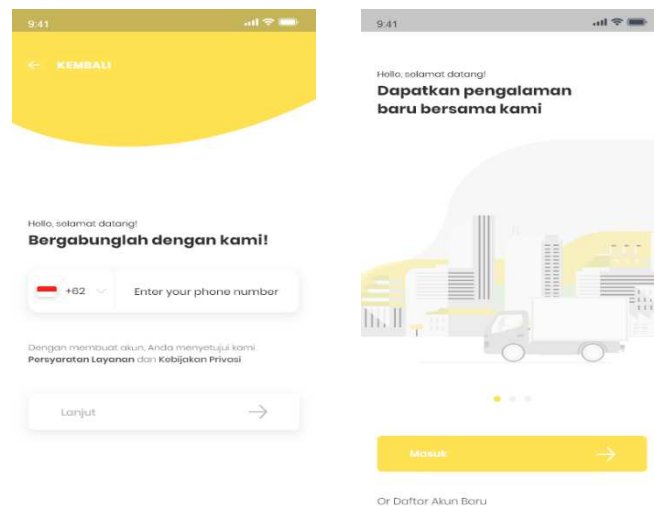 9:41
KEMBALI
Hello, selamat datang!
Bergabunglah dengan kami!
+62
Enter your phone number
Dengan membuat akun, Anda menyetujui kami
Persyaratan Layanan dan Kebijakan Privasi
Lanjut
9:41
Hello, selamat datang!
Dapatkan pengalaman
baru bersama kami
Masuk
Or Daftar Akun Baru